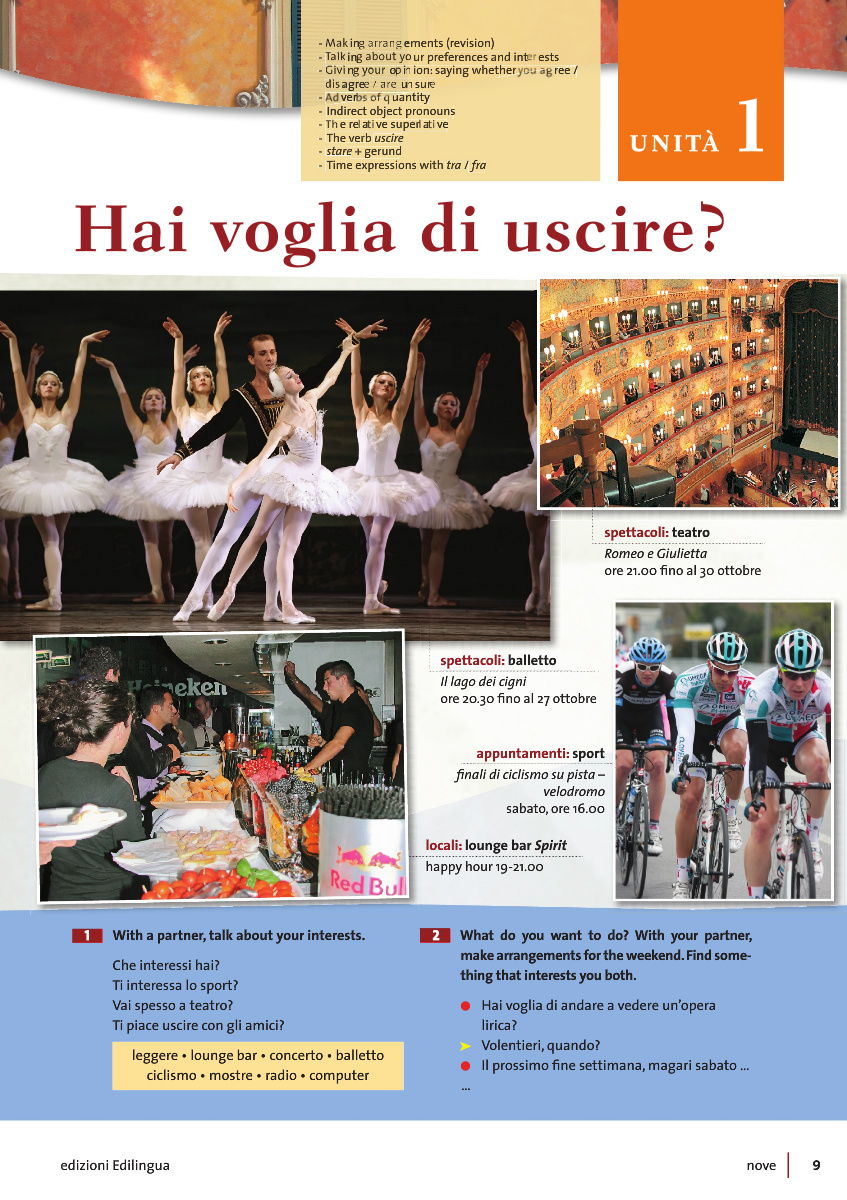 - Making arrangements (revision)
- Talking about your preferences and interests
- Giving your opinion: saying whether you agree /
disagree / are unsure
- Adverbs of quantity
- Indirect object pronouns
- The relative superlative
- The verb uscire
- stare + gerund
- Time expressions with tra / fra
UNITÀ 1
Hai voglia di uscire?
spettacoli: teatro
Romeo e Giulietta
ore 21.00 fino al 30 ottobre
Heineken
spettacoli: balletto
Il lago dei cigni
ore 20.30 fino al 27 ottobre
appuntamenti: sport
finali di ciclismo su pista –
velodromo
sabato, ore 16.00
locali: lounge bar Spirit
happy hour 19-21.00
Red Bul
1 With a partner, talk about your interests.
Che interessi hai?
Ti interessa lo sport?
Vai spesso a teatro?
Ti piace uscire con gli amici?
leggere • lounge bar • concerto • balletto
ciclismo • mostre • radio • computer
2 What do you want to do? With your partner,
make arrangements for the weekend. Find some-
thing that interests you both.
● Hai voglia di andare a vedere un'opera
lirica?
➤ Volentieri, quando?
● Il prossimo fine settimana, magari sabato ...
...
edizioni Edilingua
nove 9